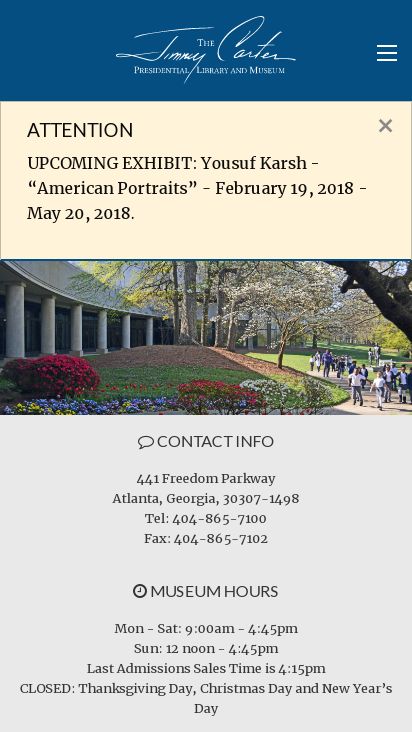 The
Jimmy Carter
Presidential Library and Museum
ATTENTION
×
UPCOMING EXHIBIT: Yousuf Karsh -
“American Portraits” - February 19, 2018 -
May 20, 2018.
CONTACT INFO
441 Freedom Parkway
Atlanta, Georgia, 30307-1498
Tel: 404-865-7100
Fax: 404-865-7102
MUSEUM HOURS
Mon - Sat: 9:00am - 4:45pm
Sun: 12 noon - 4:45pm
Last Admissions Sales Time is 4:15pm
CLOSED: Thanksgiving Day, Christmas Day and New Year’s
Day